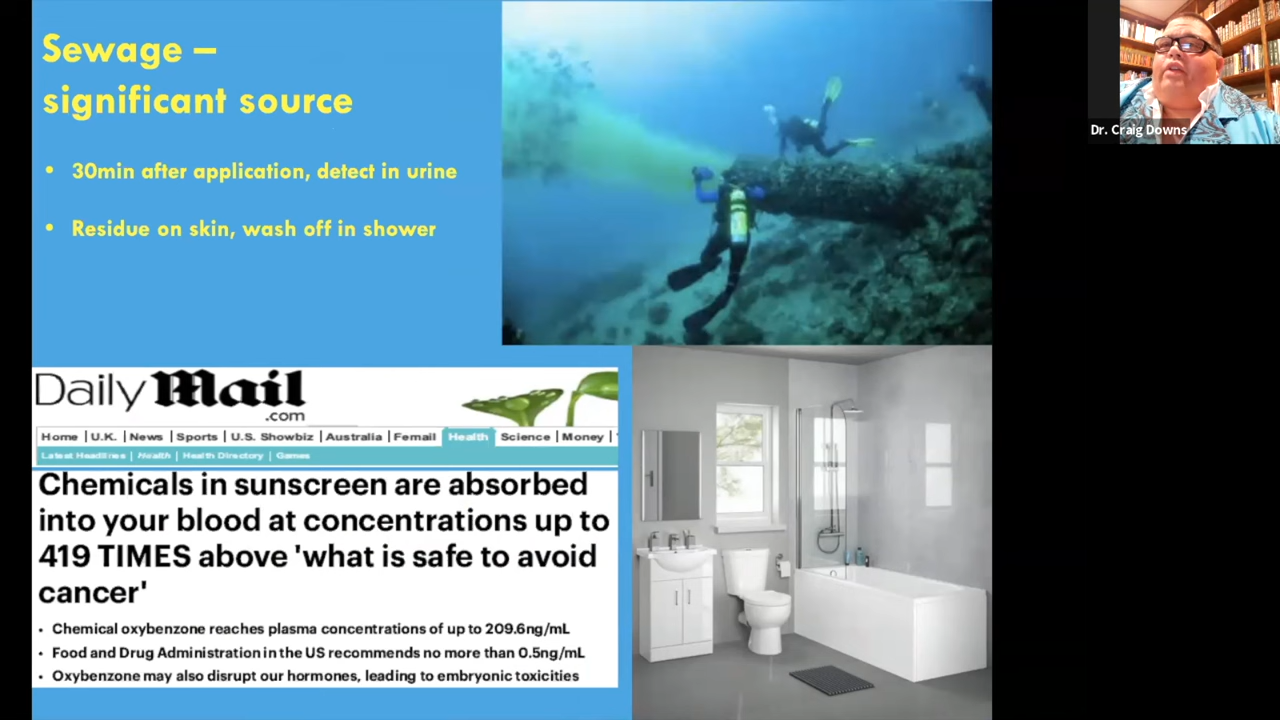 Sewage –
significant source
• 30min after application, detect in urine
• Residue on skin, wash off in shower
Dr. Craig Downs
Daily Mail
.com
Home | U.K. | News | Sports | U.S. Showbiz | Australia | Femail | Health | Science | Money |
Latest Headlines | Health | Health Directory | Games
Chemicals in sunscreen are absorbed
into your blood at concentrations up to
419 TIMES above 'what is safe to avoid
cancer'
• Chemical oxybenzone reaches plasma concentrations of up to 209.6ng/mL
• Food and Drug Administration in the US recommends no more than 0.5ng/mL
• Oxybenzone may also disrupt our hormones, leading to embryonic toxicities